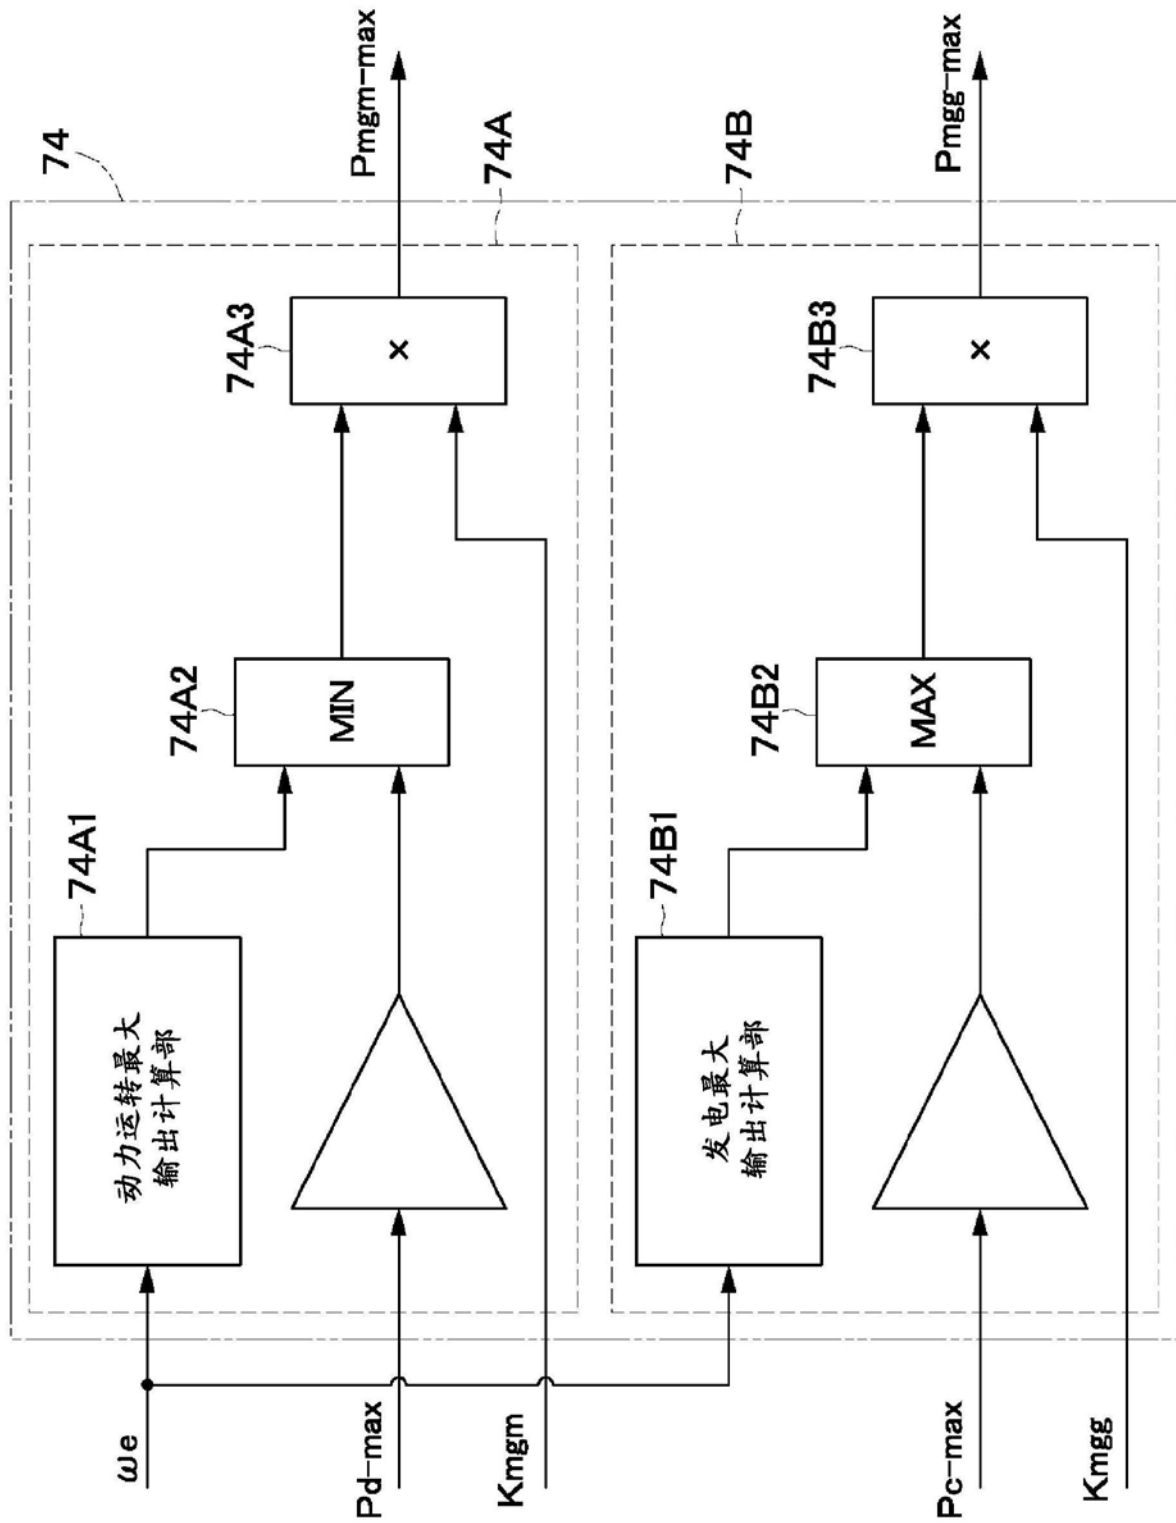 74
74A
74A1
动力运转最大
输出计算部
74A2
MIN
74A3
×
Pmgm-max
ωe
Pd-max
Kmgm
74B
74B1
发电最大
输出计算部
74B2
MAX
74B3
×
Pmgg-max
Pc-max
Kmgg